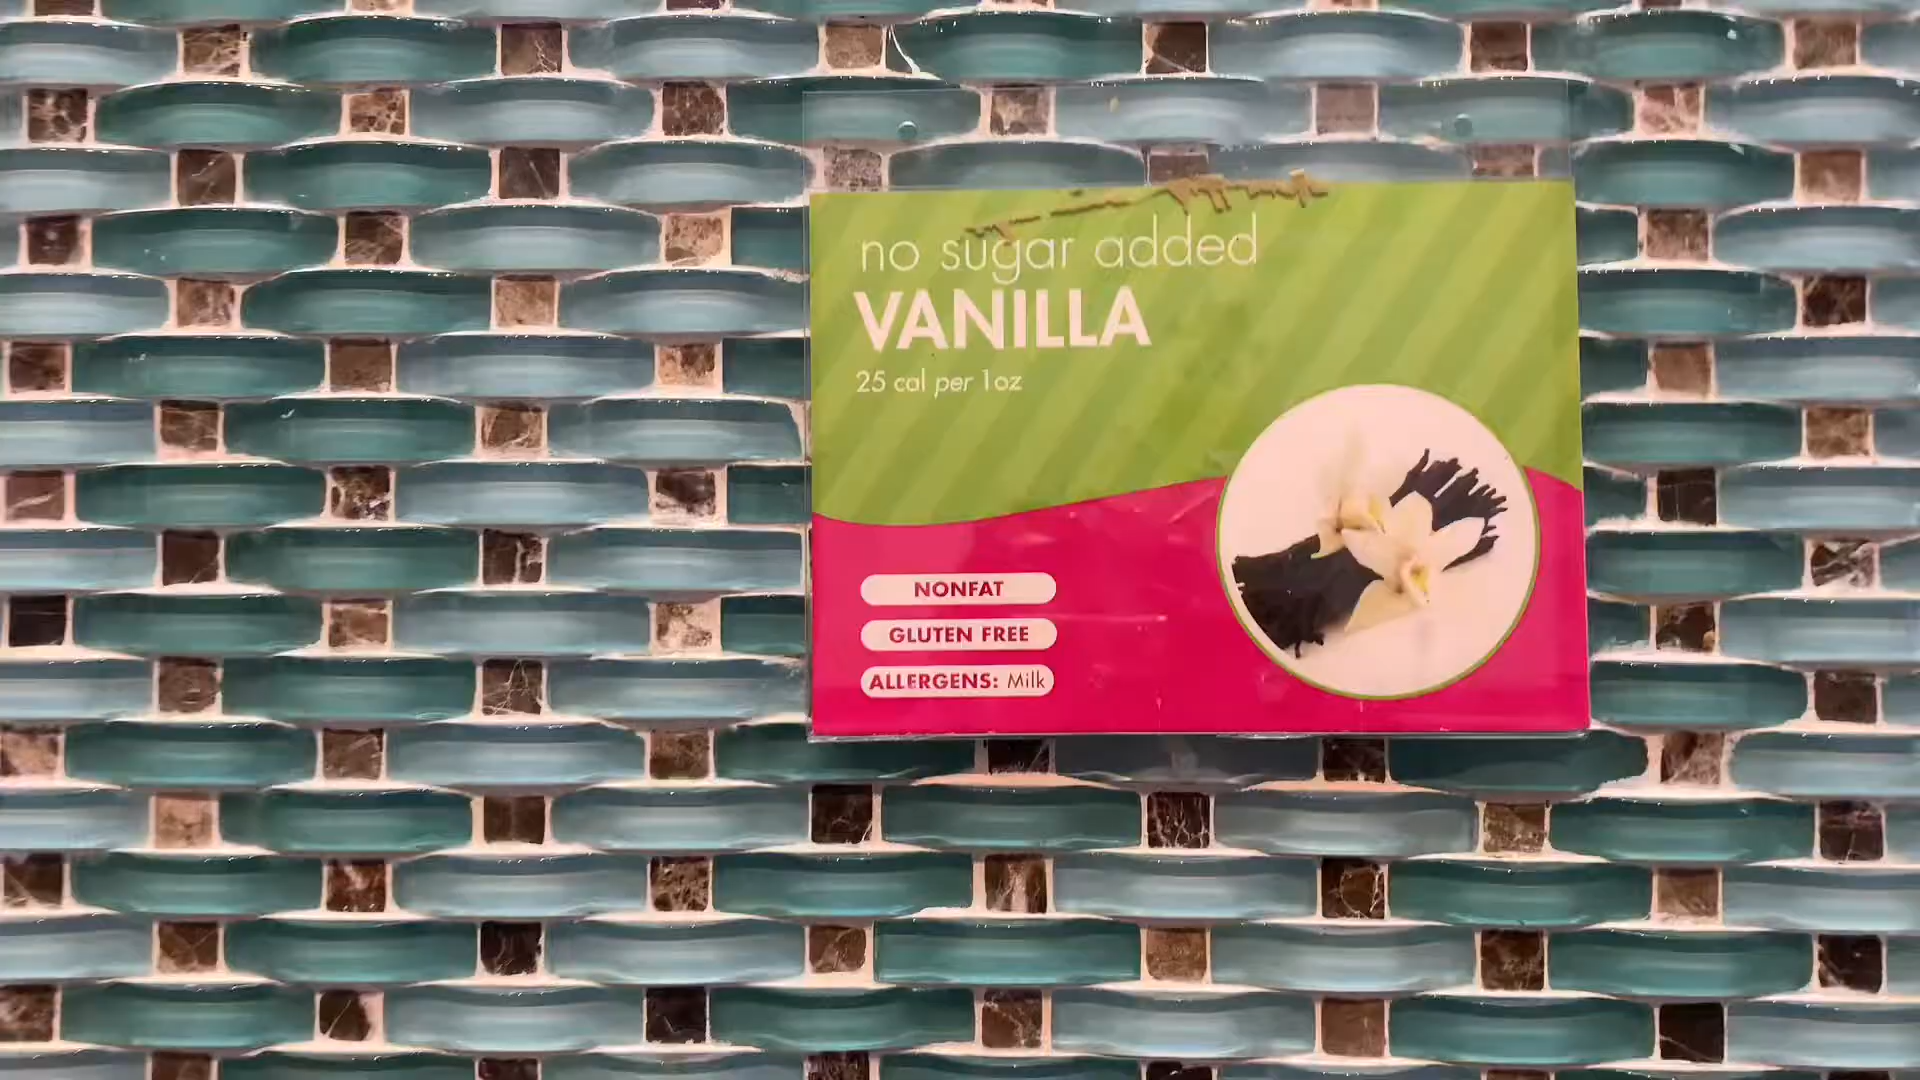 no sugar added
VANILLA
25 cal per 1oz
NONFAT
GLUTEN FREE
ALLERGENS: Milk